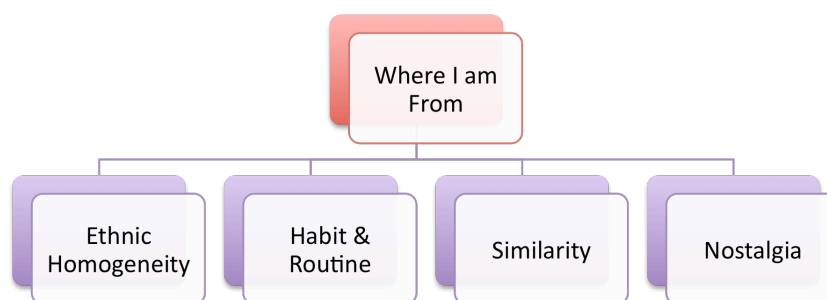 Where I am
From
Ethnic
Homogeneity
Habit &
Routine
Similarity
Nostalgia